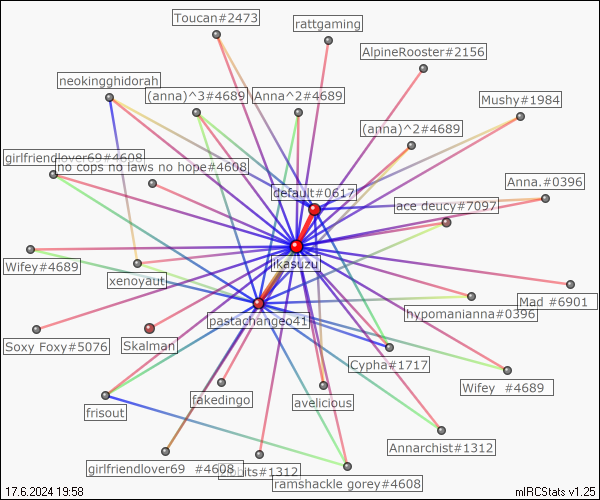 Toucan#2473
rattgaming
AlpineRooster#2156
neokingghidorah
(anna)^3#4689
Anna^2#4689
Mushy#1984
(anna)^2#4689
girlfriendlover69#4608
no cops no laws no hope#4608
default#0617
Anna.#0396
ace deucy#7097
ikasuzu
Wifey#4689
xenoyaut
Mad #6901
hypomanianna#0396
pastachangeo41
Soxy Foxy#5076
Skalman
Cypha#1717
Wifey #4689
fakedingo
avelicious
frisout
Annarchist#1312
girlfriendlover69 #4608
#1312
ramshackle gorey#4608
17.6.2024 19:58
mIRCStats v1.25